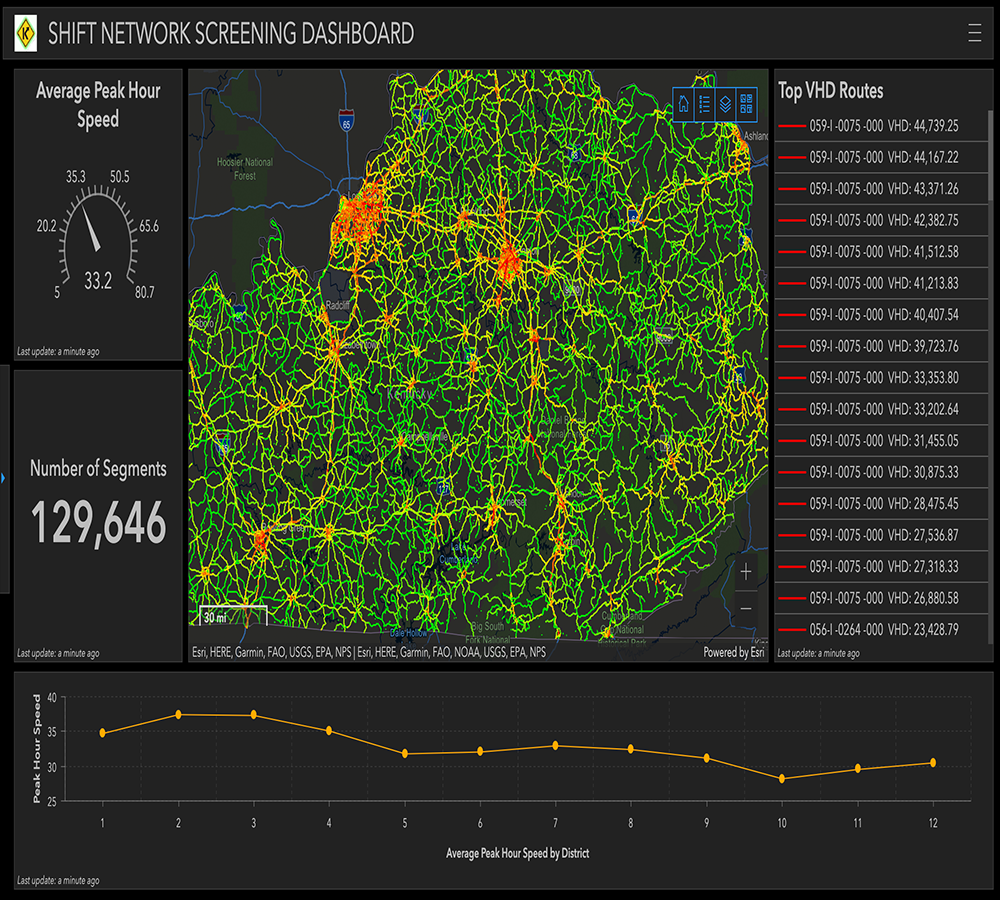 K
SHIFT NETWORK SCREENING DASHBOARD
Average Peak Hour
Speed
35.3 50.5
20.2 65.6
33.2
5 80.7
Last update: a minute ago
Number of Segments
129,646
Last update: a minute ago
65
Hoosier National
Forest
Ashland
Radcliff
Kentucky
Somerset
Dale Hollow
Big South
Fork National
30 mi
+
−
Esri, HERE, Garmin, FAO, USGS, EPA, NPS | Esri, HERE, Garmin, FAO, NOAA, USGS, EPA, NPS
Powered by Esri
Top VHD Routes
059-I -0075 -000 VHD: 44,739.25
059-I -0075 -000 VHD: 44,167.22
059-I -0075 -000 VHD: 43,371.26
059-I -0075 -000 VHD: 42,382.75
059-I -0075 -000 VHD: 41,512.58
059-I -0075 -000 VHD: 41,213.83
059-I -0075 -000 VHD: 40,407.54
059-I -0075 -000 VHD: 39,723.76
059-I -0075 -000 VHD: 33,353.80
059-I -0075 -000 VHD: 33,202.64
059-I -0075 -000 VHD: 31,455.05
059-I -0075 -000 VHD: 30,875.33
059-I -0075 -000 VHD: 28,475.45
059-I -0075 -000 VHD: 27,536.87
059-I -0075 -000 VHD: 27,318.33
059-I -0075 -000 VHD: 26,880.58
056-I -0264 -000 VHD: 23,428.79
Last update: a minute ago
Peak Hour Speed
40
35
30
25
1 2 3 4 5 6 7 8 9 10 11 12
Average Peak Hour Speed by District
Last update: a minute ago